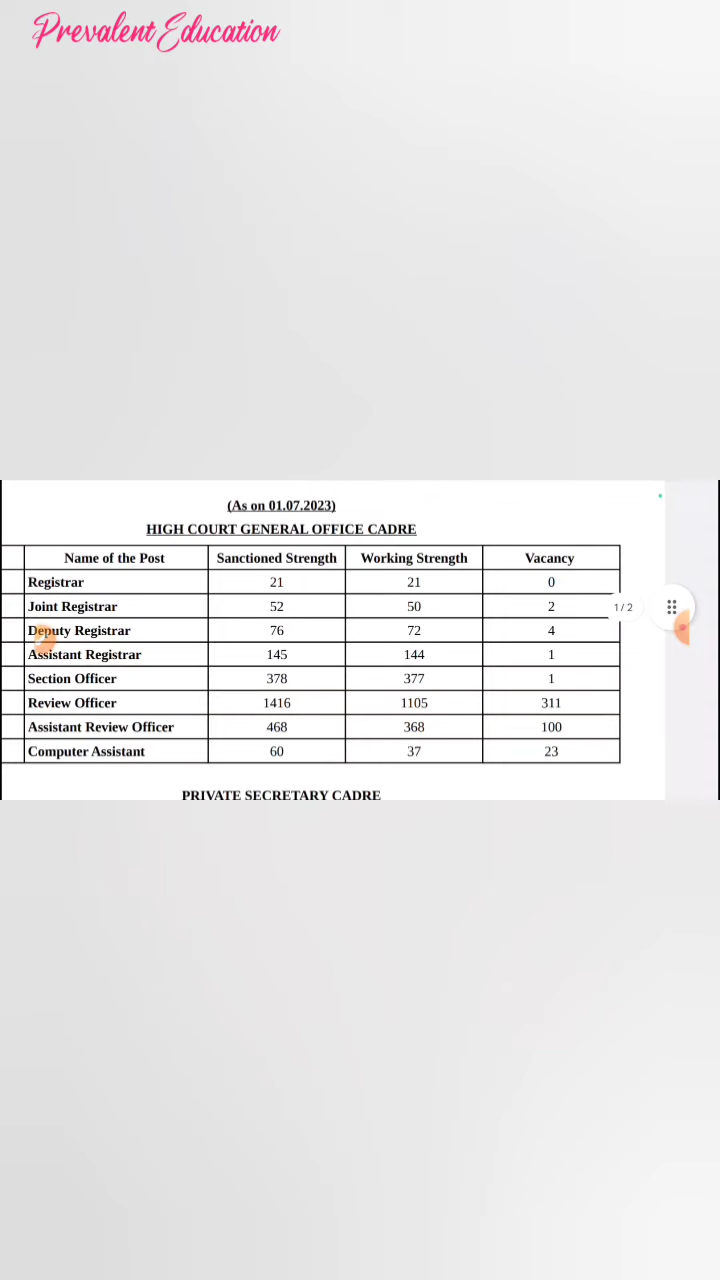 Prevalent Education
(As on 01.07.2023)
HIGH COURT GENERAL OFFICE CADRE
Name of the Post Sanctioned Strength Working Strength Vacancy
Registrar 21 21 0
Joint Registrar 52 50 2
1 / 2
Deputy Registrar 76 72 4
Assistant Registrar 145 144 1
Section Officer 378 377 1
Review Officer 1416 1105 311
Assistant Review Officer 468 368 100
Computer Assistant 60 37 23
PRIVATE SECRETARY CADRE